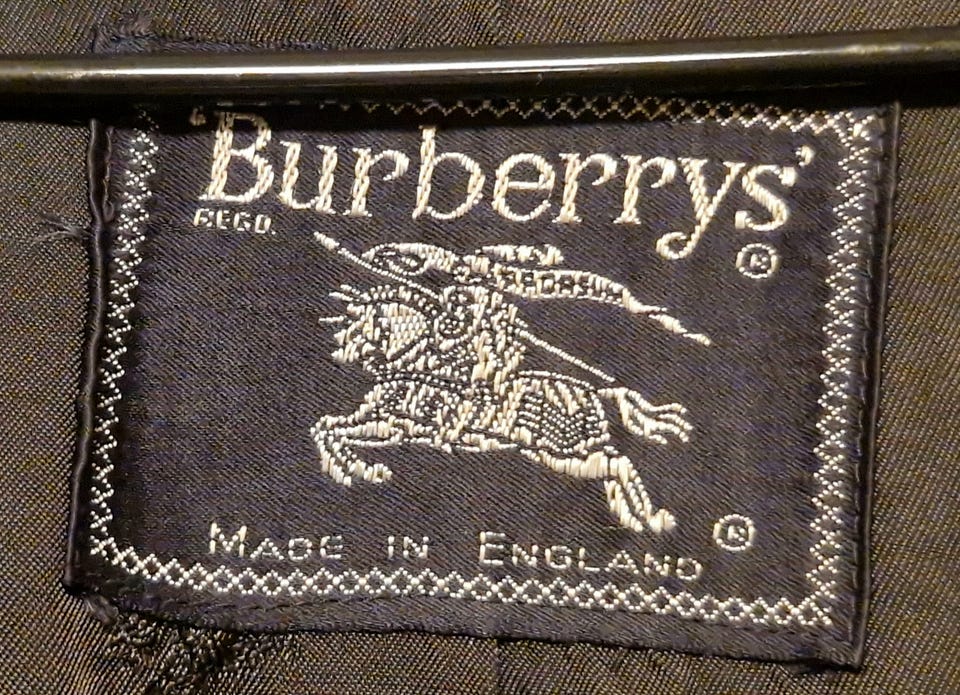 "Burberrys'
REGD.
®
®
MADE IN ENGLAND